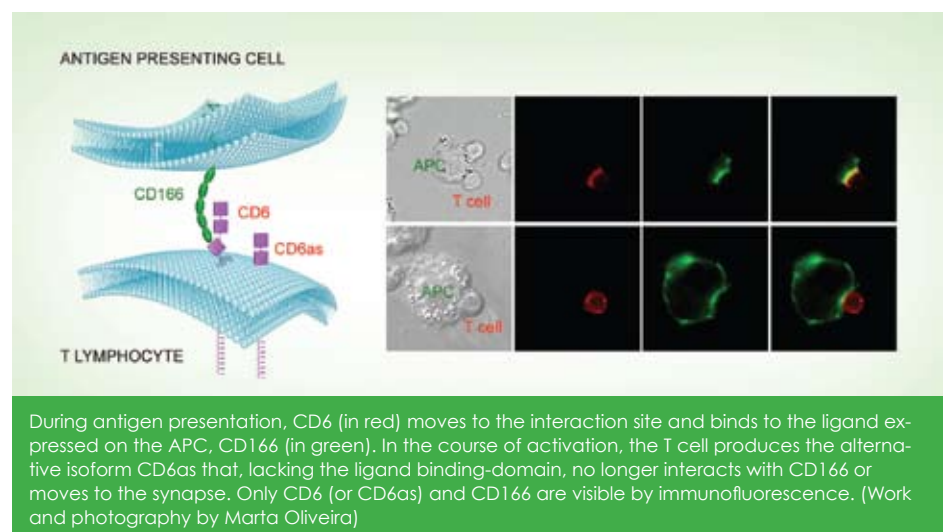 ANTIGEN PRESENTING CELL
CD166
CD6
CD6as
T LYMPHOCYTE
APC
T cell
APC
T cell
During antigen presentation, CD6 (in red) moves to the interaction site and binds to the ligand ex-
pressed on the APC, CD166 (in green). In the course of activation, the T cell produces the alterna-
tive isoform CD6as that, lacking the ligand binding-domain, no longer interacts with CD166 or
moves to the synapse. Only CD6 (or CD6as) and CD166 are visible by immunofluorescence. (Work
and photography by Marta Oliveira)